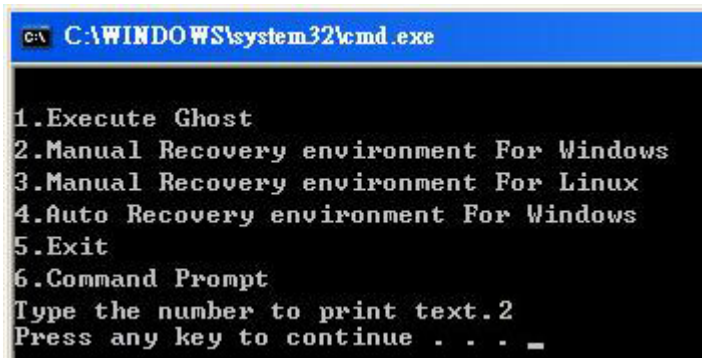 C:\WINDOWS\system32\cmd.exe
1.Execute Ghost
2.Manual Recovery environment For Windows
3.Manual Recovery environment For Linux
4.Auto Recovery environment For Windows
5.Exit
6.Command Prompt
Type the number to print text.2
Press any key to continue . . . _